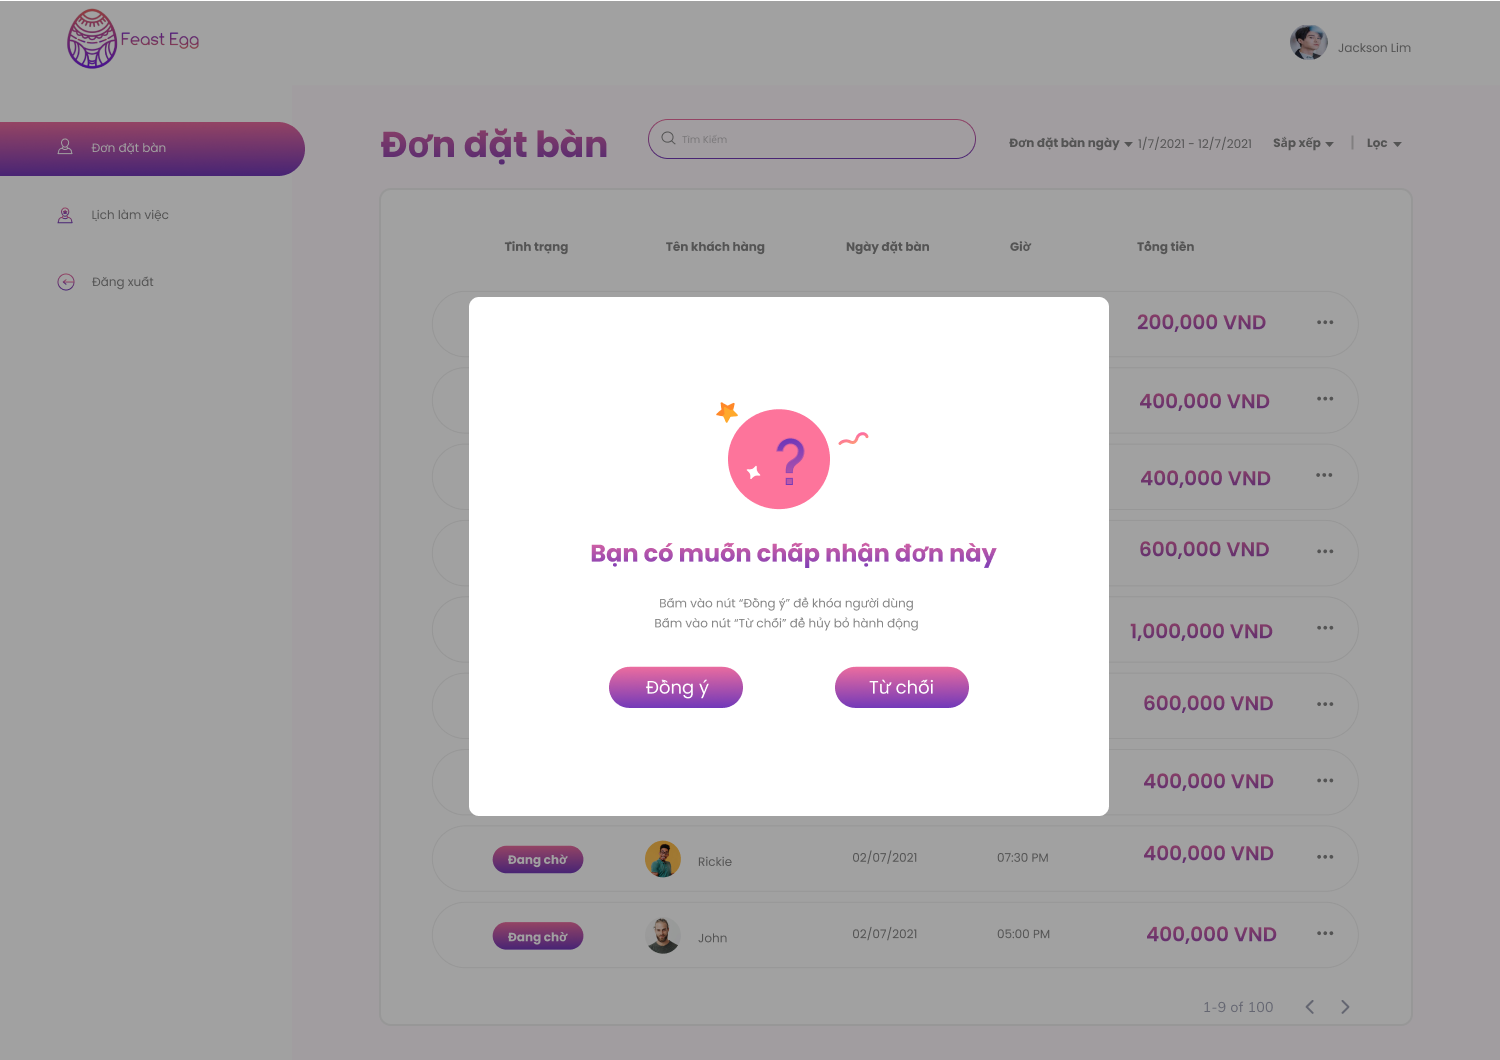 Feast Egg
Jackson Lim
Đơn đặt bàn
Lịch làm việc
Đăng xuất
Đơn đặt bàn
Tìm Kiếm
Đơn đặt bàn ngày 1/7/2021 - 12/7/2021 Sắp xếp | Lọc
Tình trạng Tên khách hàng Ngày đặt bàn Giờ Tổng tiền
200,000 VND
400,000 VND
400,000 VND
600,000 VND
1,000,000 VND
600,000 VND
400,000 VND
?
Bạn có muốn chấp nhận đơn này
Bấm vào nút “Đồng ý” để khóa người dùng
Bấm vào nút “Từ chối” để hủy bỏ hành động
Đồng ý Từ chối
Đang chờ Rickie 02/07/2021 07:30 PM 400,000 VND
Đang chờ John 02/07/2021 05:00 PM 400,000 VND
1-9 of 100